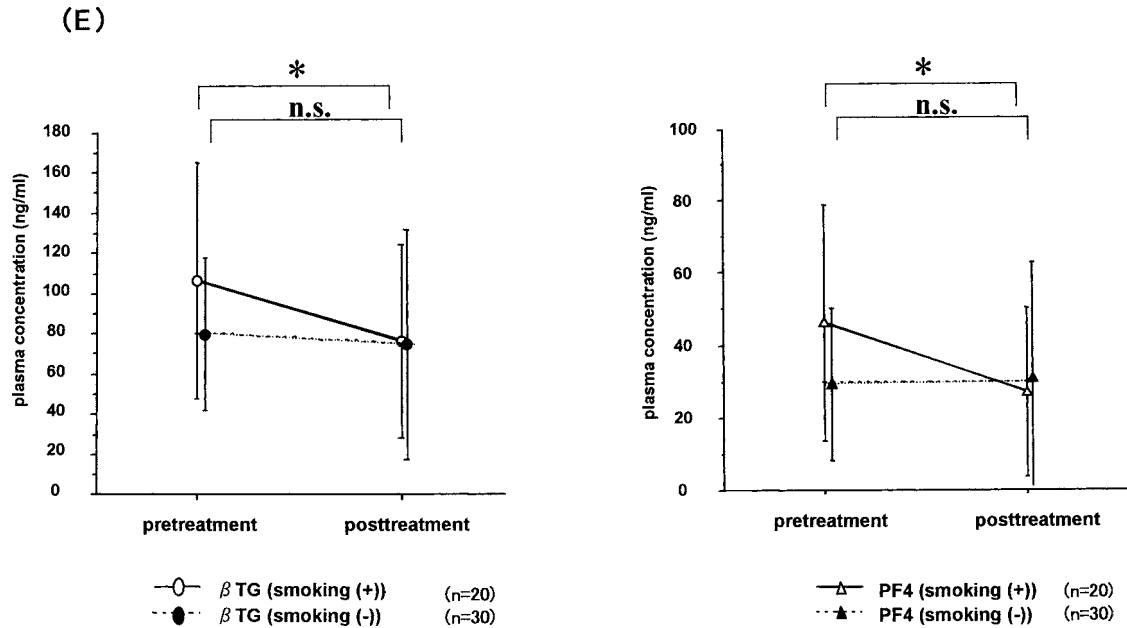 (E)
*
n.s.
180
160
140
120
100
80
60
40
20
0
plasma concentration (ng/ml)
pretreatment
posttreatment
β TG (smoking (+)) (n=20)
β TG (smoking (-)) (n=30)
*
n.s.
100
80
60
40
20
0
plasma concentration (ng/ml)
pretreatment
posttreatment
PF4 (smoking (+)) (n=20)
PF4 (smoking (-)) (n=30)